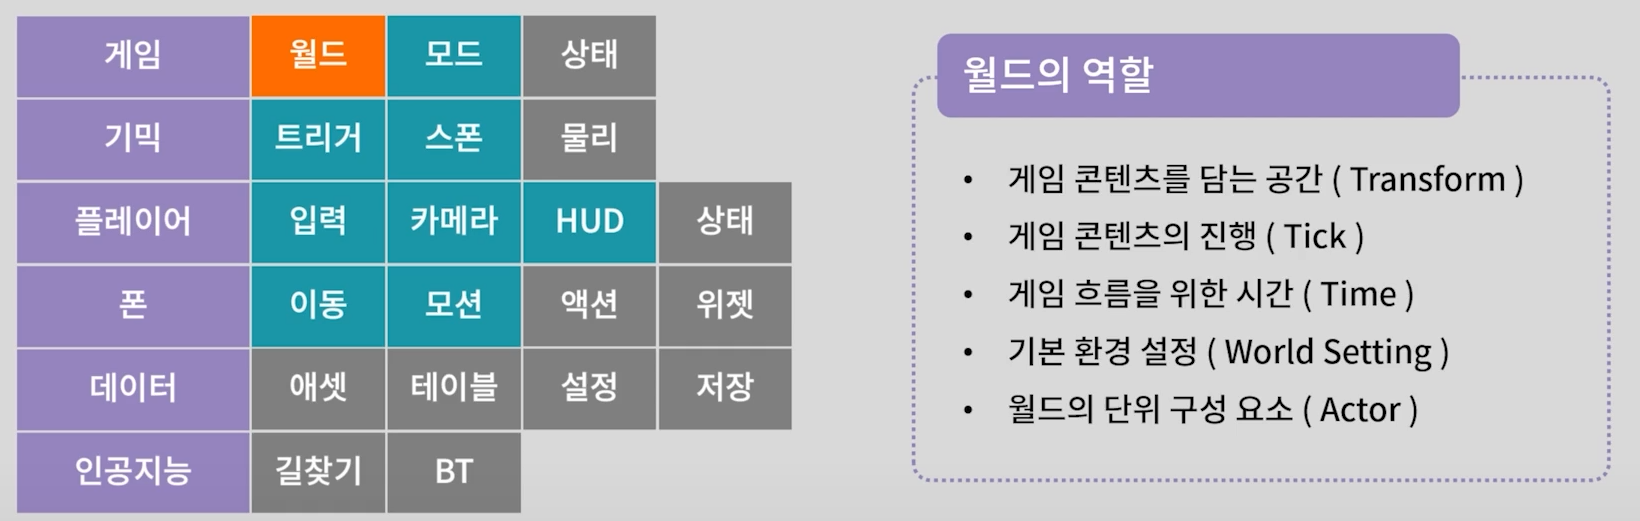 게임 월드 모드 상태
기믹 트리거 스폰 물리
플레이어 입력 카메라 HUD 상태
폰 이동 모션 액션 위젯
데이터 애셋 테이블 설정 저장
인공지능 길찾기 BT
월드의 역할
• 게임 콘텐츠를 담는 공간 ( Transform )
• 게임 콘텐츠의 진행 ( Tick )
• 게임 흐름을 위한 시간 ( Time )
• 기본 환경 설정 ( World Setting )
• 월드의 단위 구성 요소 ( Actor )